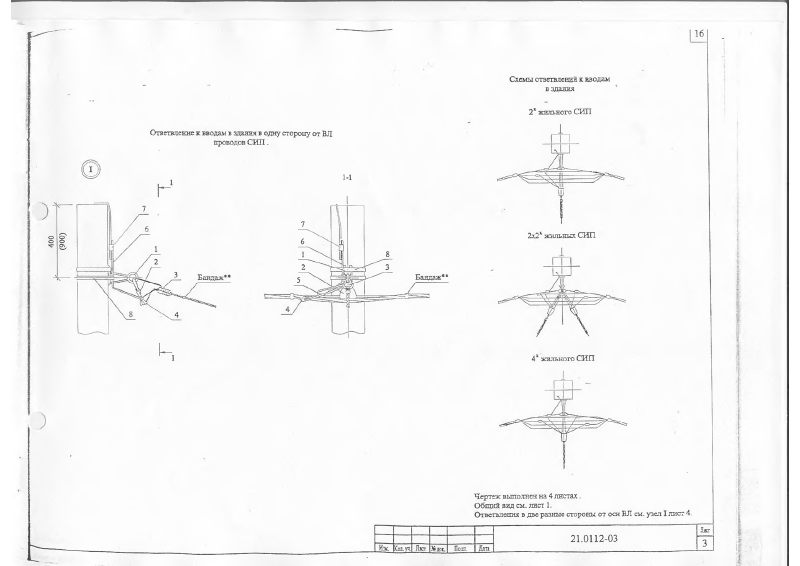 16
Схемы ответвлений к вводам
в здания
2ˣ жильного СИП
Ответвление к вводам в здания в одну сторону от ВЛ
проводов СИП .
I
1
1-1
7
6
1
2
3
Бандаж**
4
8
1
400
(900)
7
6
1
2
5
4
8
3
Бандаж**
2х2ˣ жильных СИП
4ˣ жильного СИП
Чертеж выполнен на 4 листах .
Общий вид см. лист 1.
Ответвления в две разные стороны от оси ВЛ см. узел I лист 4.
Изм. Кол. уч. Лист № док. Подп. Дата
21.0112-03
Лист
3